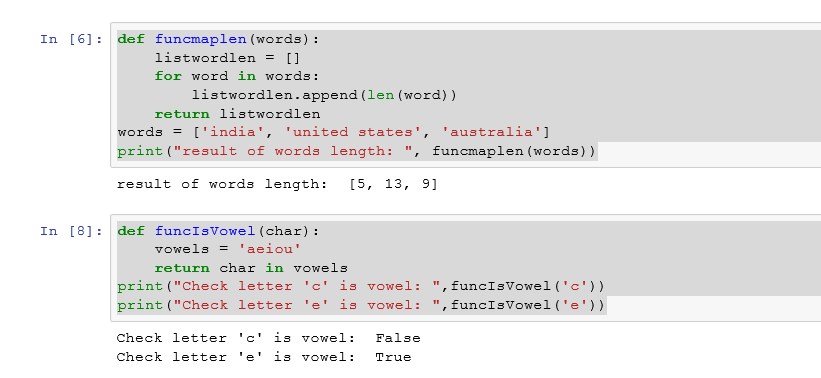 In [6]: def funcmaplen(words):
    listwordlen = []
    for word in words:
        listwordlen.append(len(word))
    return listwordlen
words = ['india', 'united states', 'australia']
print("result of words length: ", funcmaplen(words))
result of words length:  [5, 13, 9]
In [8]: def funcIsVowel(char):
    vowels = 'aeiou'
    return char in vowels
print("Check letter 'c' is vowel: ",funcIsVowel('c'))
print("Check letter 'e' is vowel: ",funcIsVowel('e'))
Check letter 'c' is vowel:  False
Check letter 'e' is vowel:  True